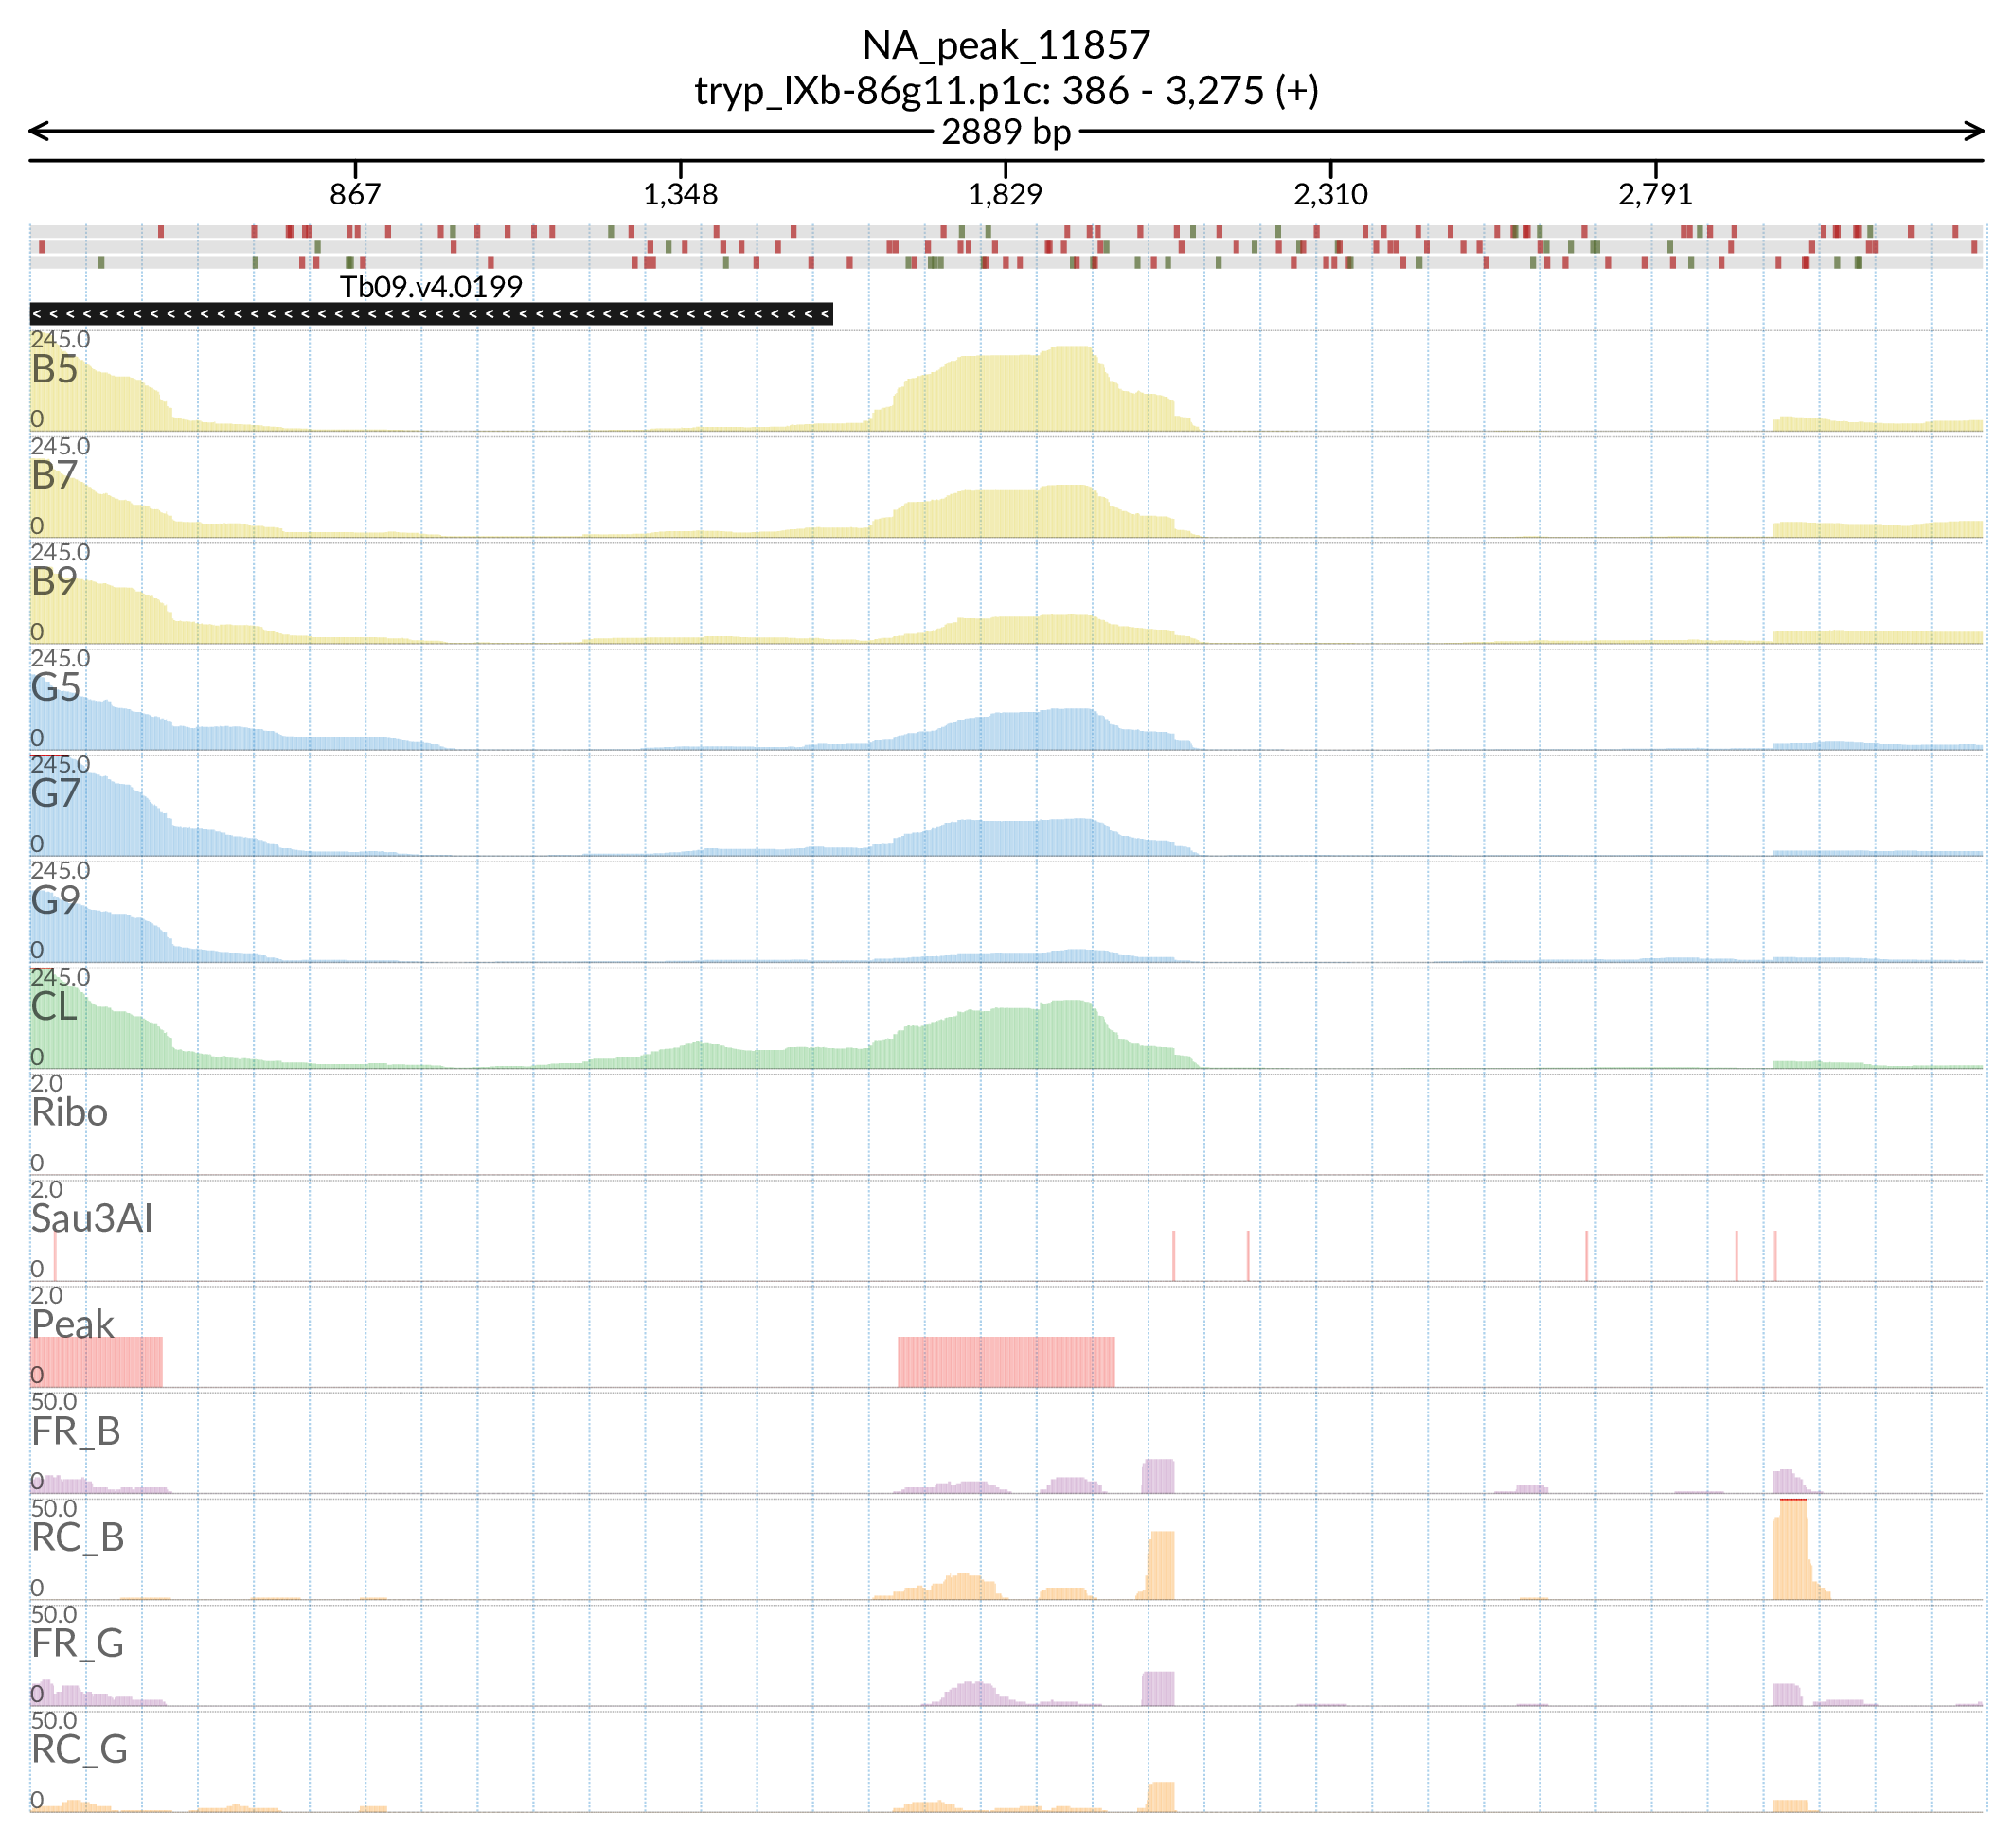 NA_peak_11857
tryp_IXb-86g11.p1c: 386 - 3,275 (+)
2889 bp
867 1,348 1,829 2,310 2,791
Tb09.v4.0199
245.0
B5
0
245.0
B7
0
245.0
B9
0
245.0
G5
0
245.0
G7
0
245.0
G9
0
245.0
CL
0
2.0
Ribo
0
2.0
Sau3AI
0
2.0
Peak
0
50.0
FR_B
0
50.0
RC_B
0
50.0
FR_G
0
50.0
RC_G
0